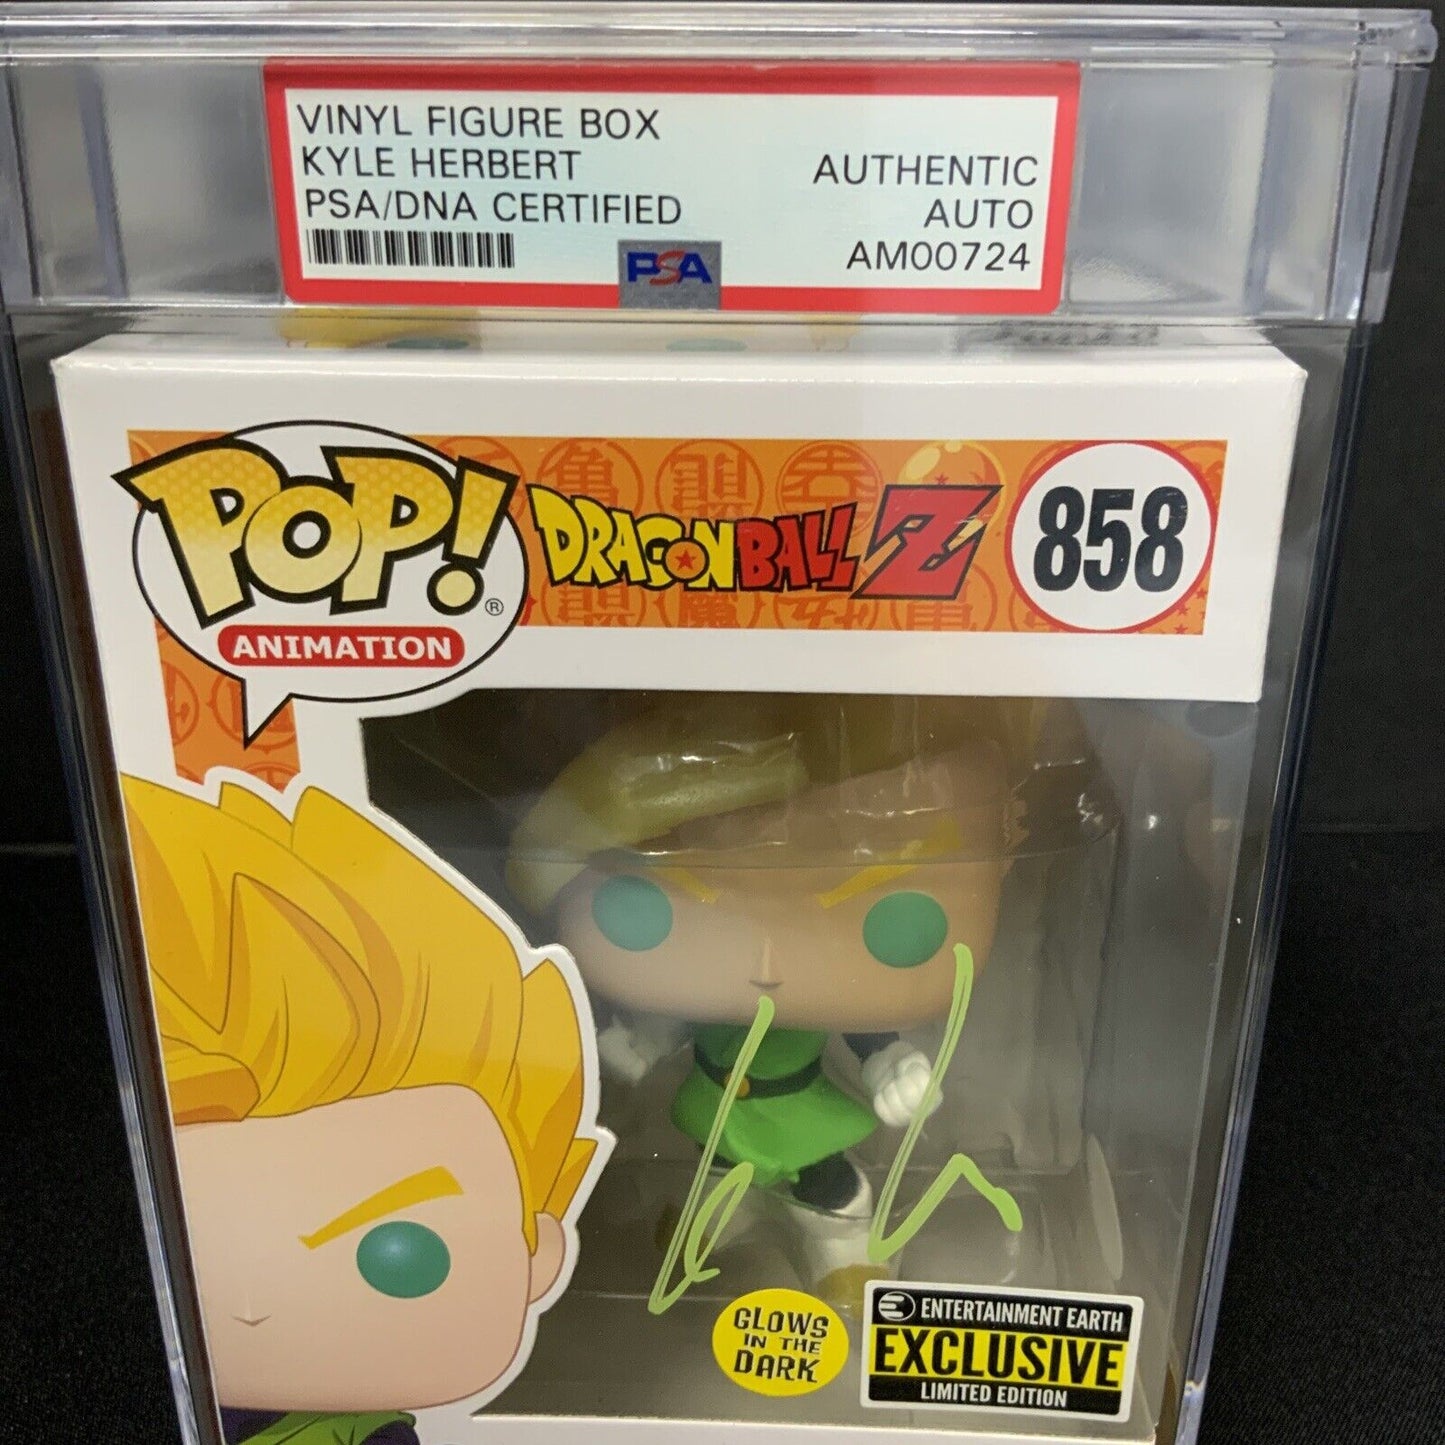 VINYL FIGURE BOX
KYLE HERBERT
PSA/DNA CERTIFIED
AUTHENTIC
AUTO
AM00724
PSA
POP!®
ANIMATION
DRAGONBALL Z
858
GLOWS
IN THE
DARK
ENTERTAINMENT EARTH
EXCLUSIVE
LIMITED EDITION